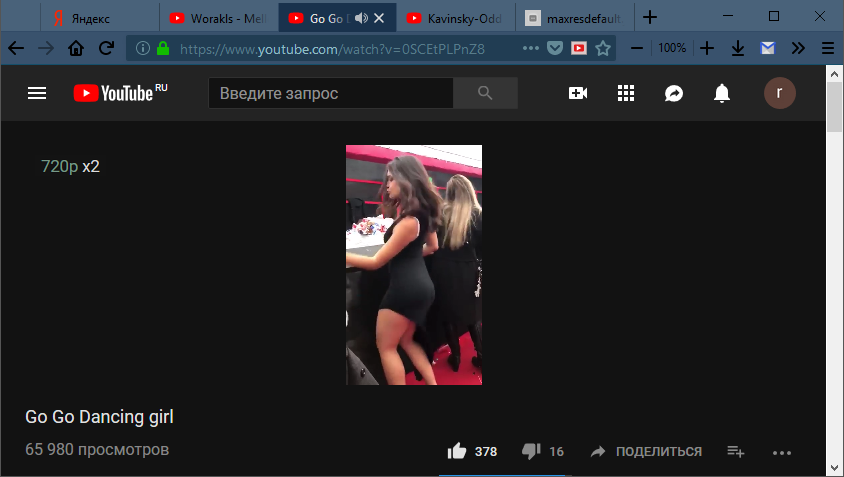 Яндекс
Worakls - Mel
Go Go
Kavinsky-Odd
maxresdefault.
https://www.youtube.com/watch?v=0SCEtPLPnZ8
100%
YouTube RU
Введите запрос
r
720p x2
Go Go Dancing girl
65 980 просмотров
378
16
ПОДЕЛИТЬСЯ